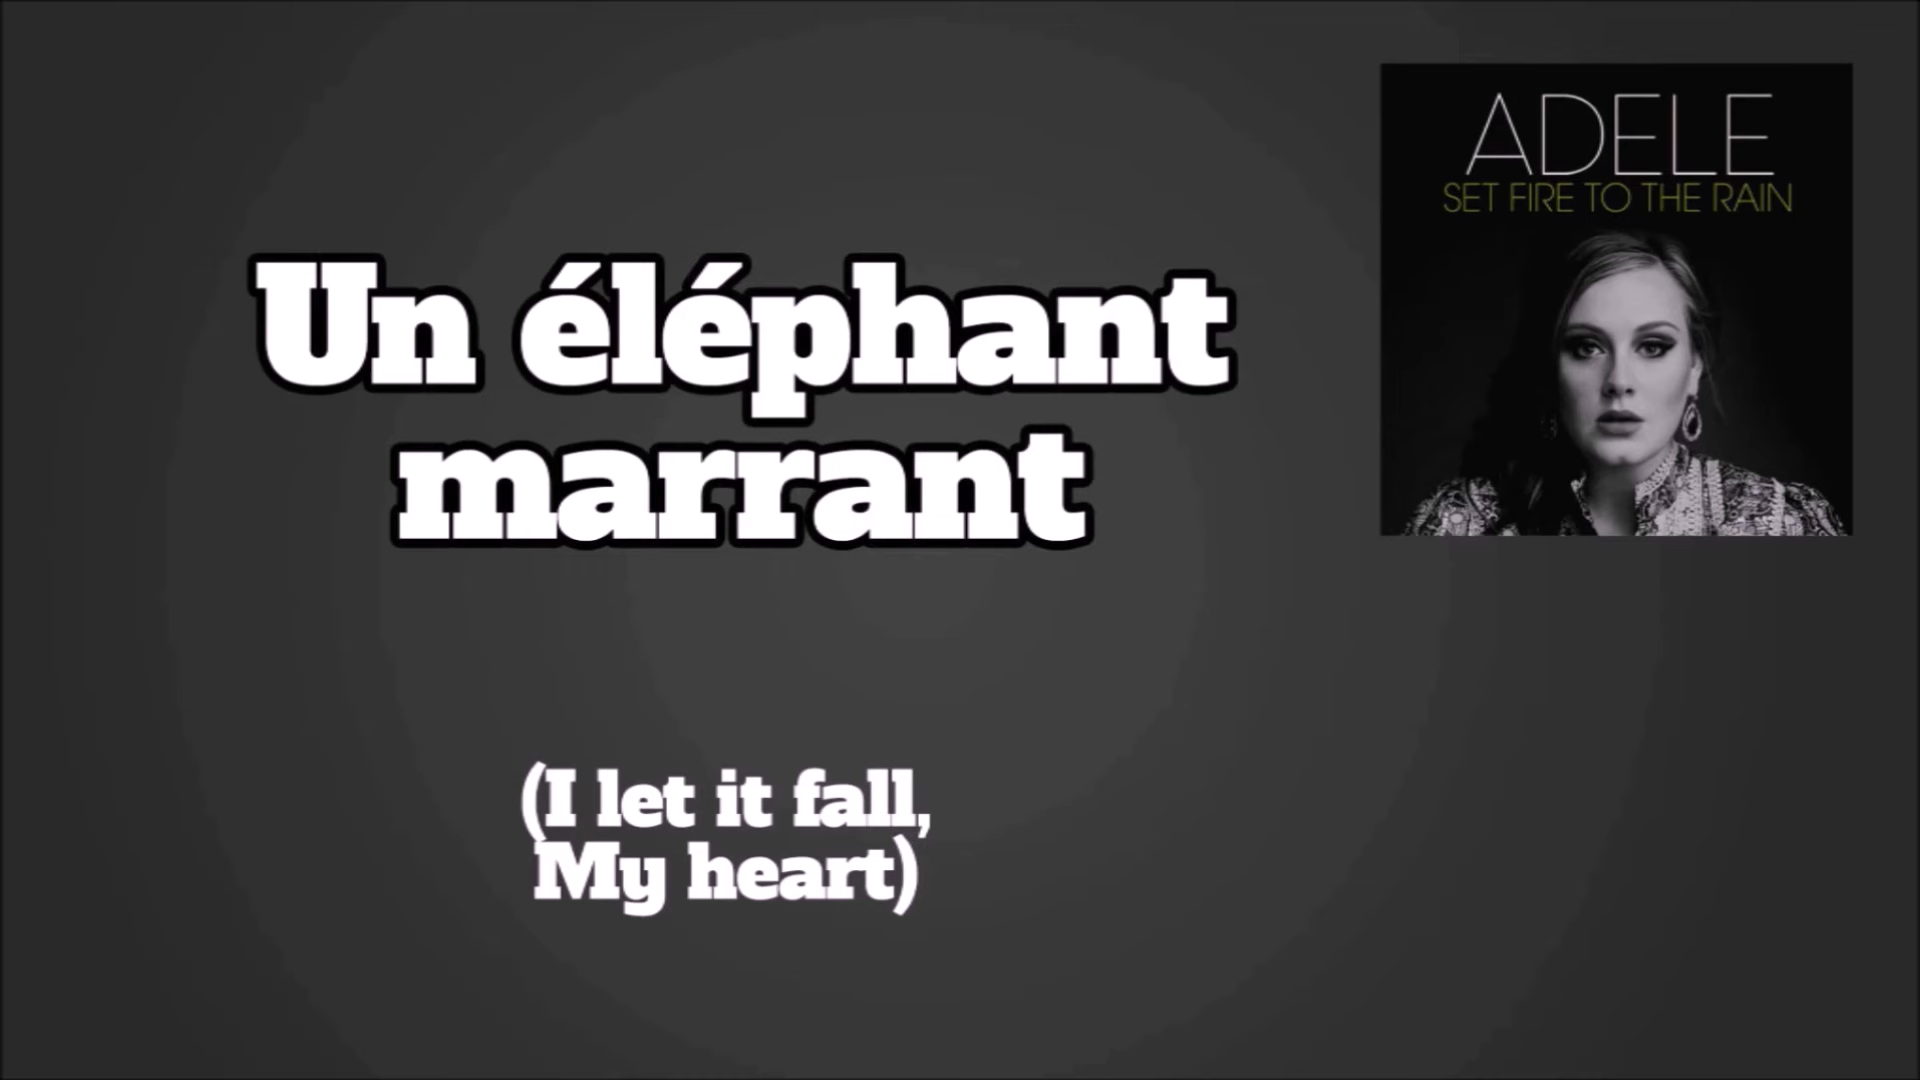 ADELE
SET FIRE TO THE RAIN
Un éléphant
marrant
(I let it fall,
My heart)